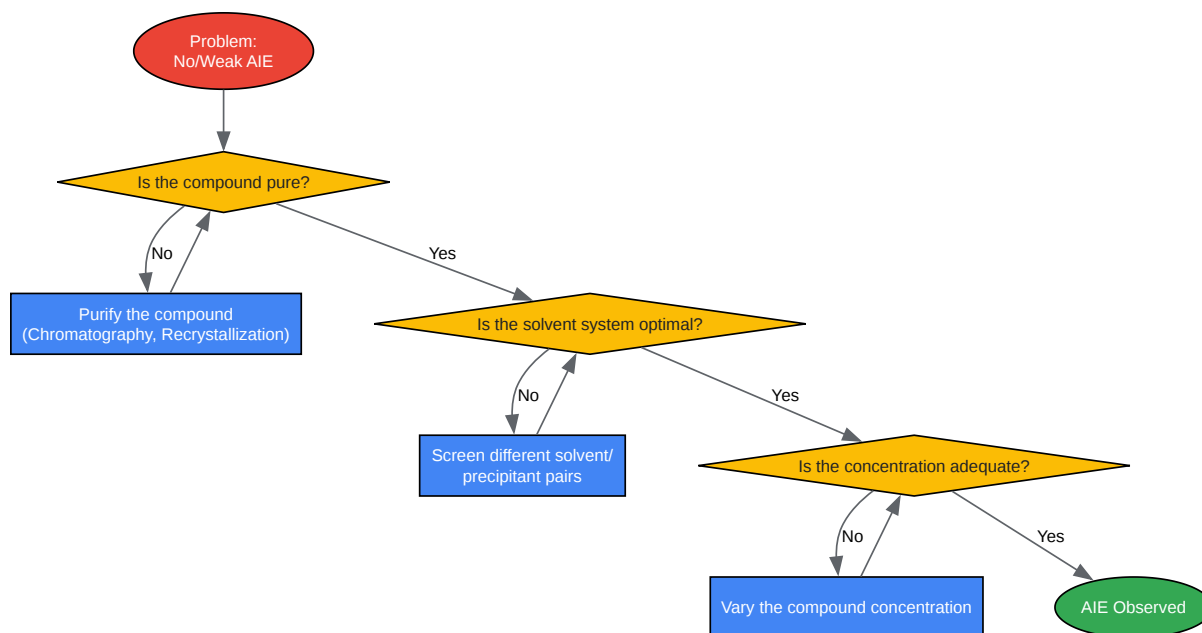 Problem:
No/Weak AIE
Is the compound pure?
No
Yes
Purify the compound
(Chromatography, Recrystallization)
Is the solvent system optimal?
No
Yes
Screen different solvent/
precipitant pairs
Is the concentration adequate?
No
Yes
Vary the compound concentration
AIE Observed